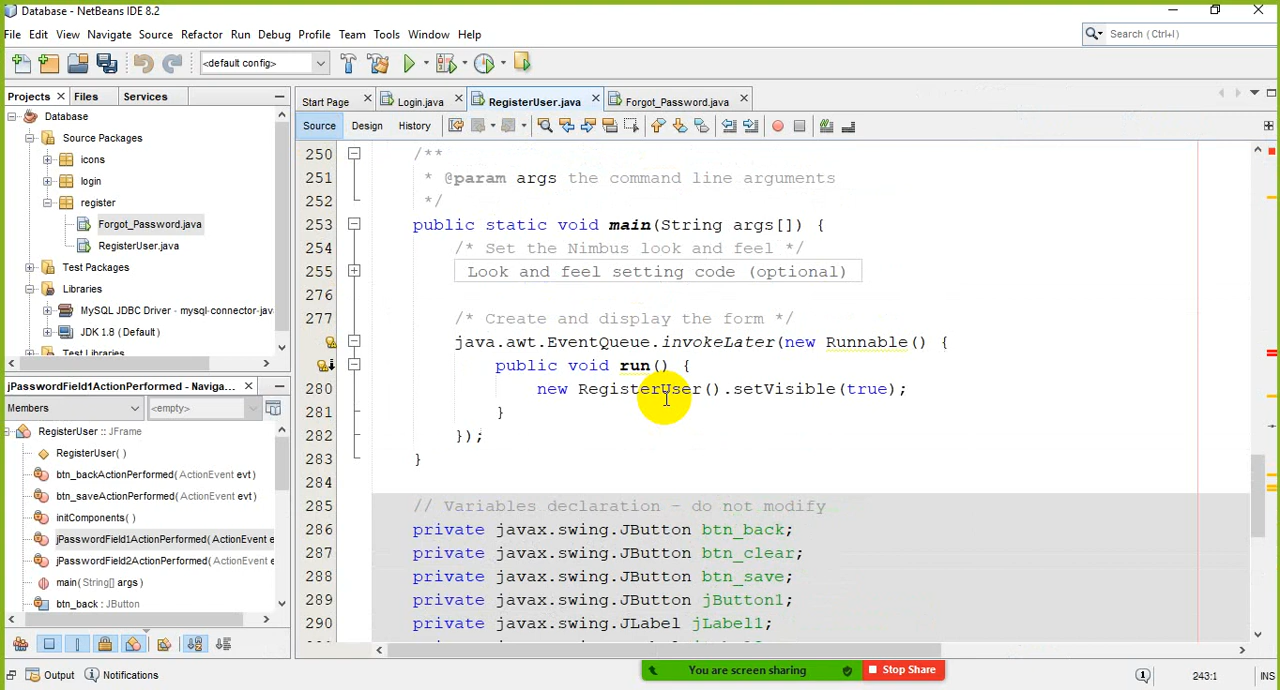 Database - NetBeans IDE 8.2
File Edit View Navigate Source Refactor Run Debug Profile Team Tools Window Help
Search (Ctrl+I)
<default config>
Projects Files Services
Start Page Login.java RegisterUser.java Forgot_Password.java
Source Design History
Database
Source Packages
icons
login
register
Forgot_Password.java
RegisterUser.java
Test Packages
Libraries
MySQL JDBC Driver - mysql-connector-jav
JDK 1.8 (Default)
Test Libraries
jPasswordField1ActionPerformed - Naviga...
Members <empty>
RegisterUser :: JFrame
RegisterUser()
btn_backActionPerformed(ActionEvent evt)
btn_saveActionPerformed(ActionEvent evt)
initComponents()
jPasswordField1ActionPerformed(ActionEvent e
jPasswordField2ActionPerformed(ActionEvent e
main(String[] args)
btn_back : JButton
250 /**
251 * @param args the command line arguments
252 */
253 public static void main(String args[]) {
254 /* Set the Nimbus look and feel */
255 Look and feel setting code (optional)
276
277 /* Create and display the form */
java.awt.EventQueue.invokeLater(new Runnable() {
public void run() {
280 new RegisterUser().setVisible(true);
281 }
282 });
283 }
284
285 // Variables declaration - do not modify
286 private javax.swing.JButton btn_back;
287 private javax.swing.JButton btn_clear;
288 private javax.swing.JButton btn_save;
289 private javax.swing.JButton jButton1;
290 private javax.swing.JLabel jLabel1;
You are screen sharing Stop Share
Output Notifications
243:1 INS